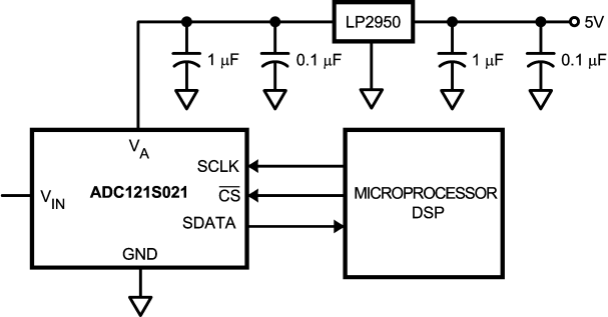 LP2950
5V
1 μF
0.1 μF
1 μF
0.1 μF
VA
SCLK
VIN
ADC121S021
CS
MICROPROCESSOR
DSP
SDATA
GND